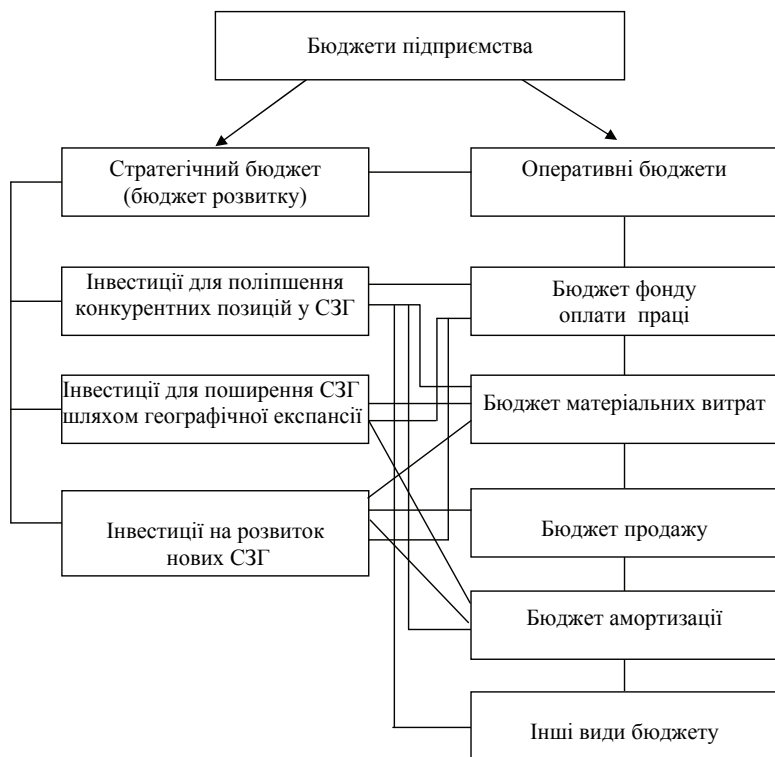 Бюджети підприємства
Стратегічний бюджет
(бюджет розвитку)
Оперативні бюджети
Інвестиції для поліпшення
конкурентних позицій у СЗГ
Бюджет фонду
оплати праці
Інвестиції для поширення СЗГ
шляхом географічної експансії
Бюджет матеріальних витрат
Інвестиції на розвиток
нових СЗГ
Бюджет продажу
Бюджет амортизації
Інші види бюджету